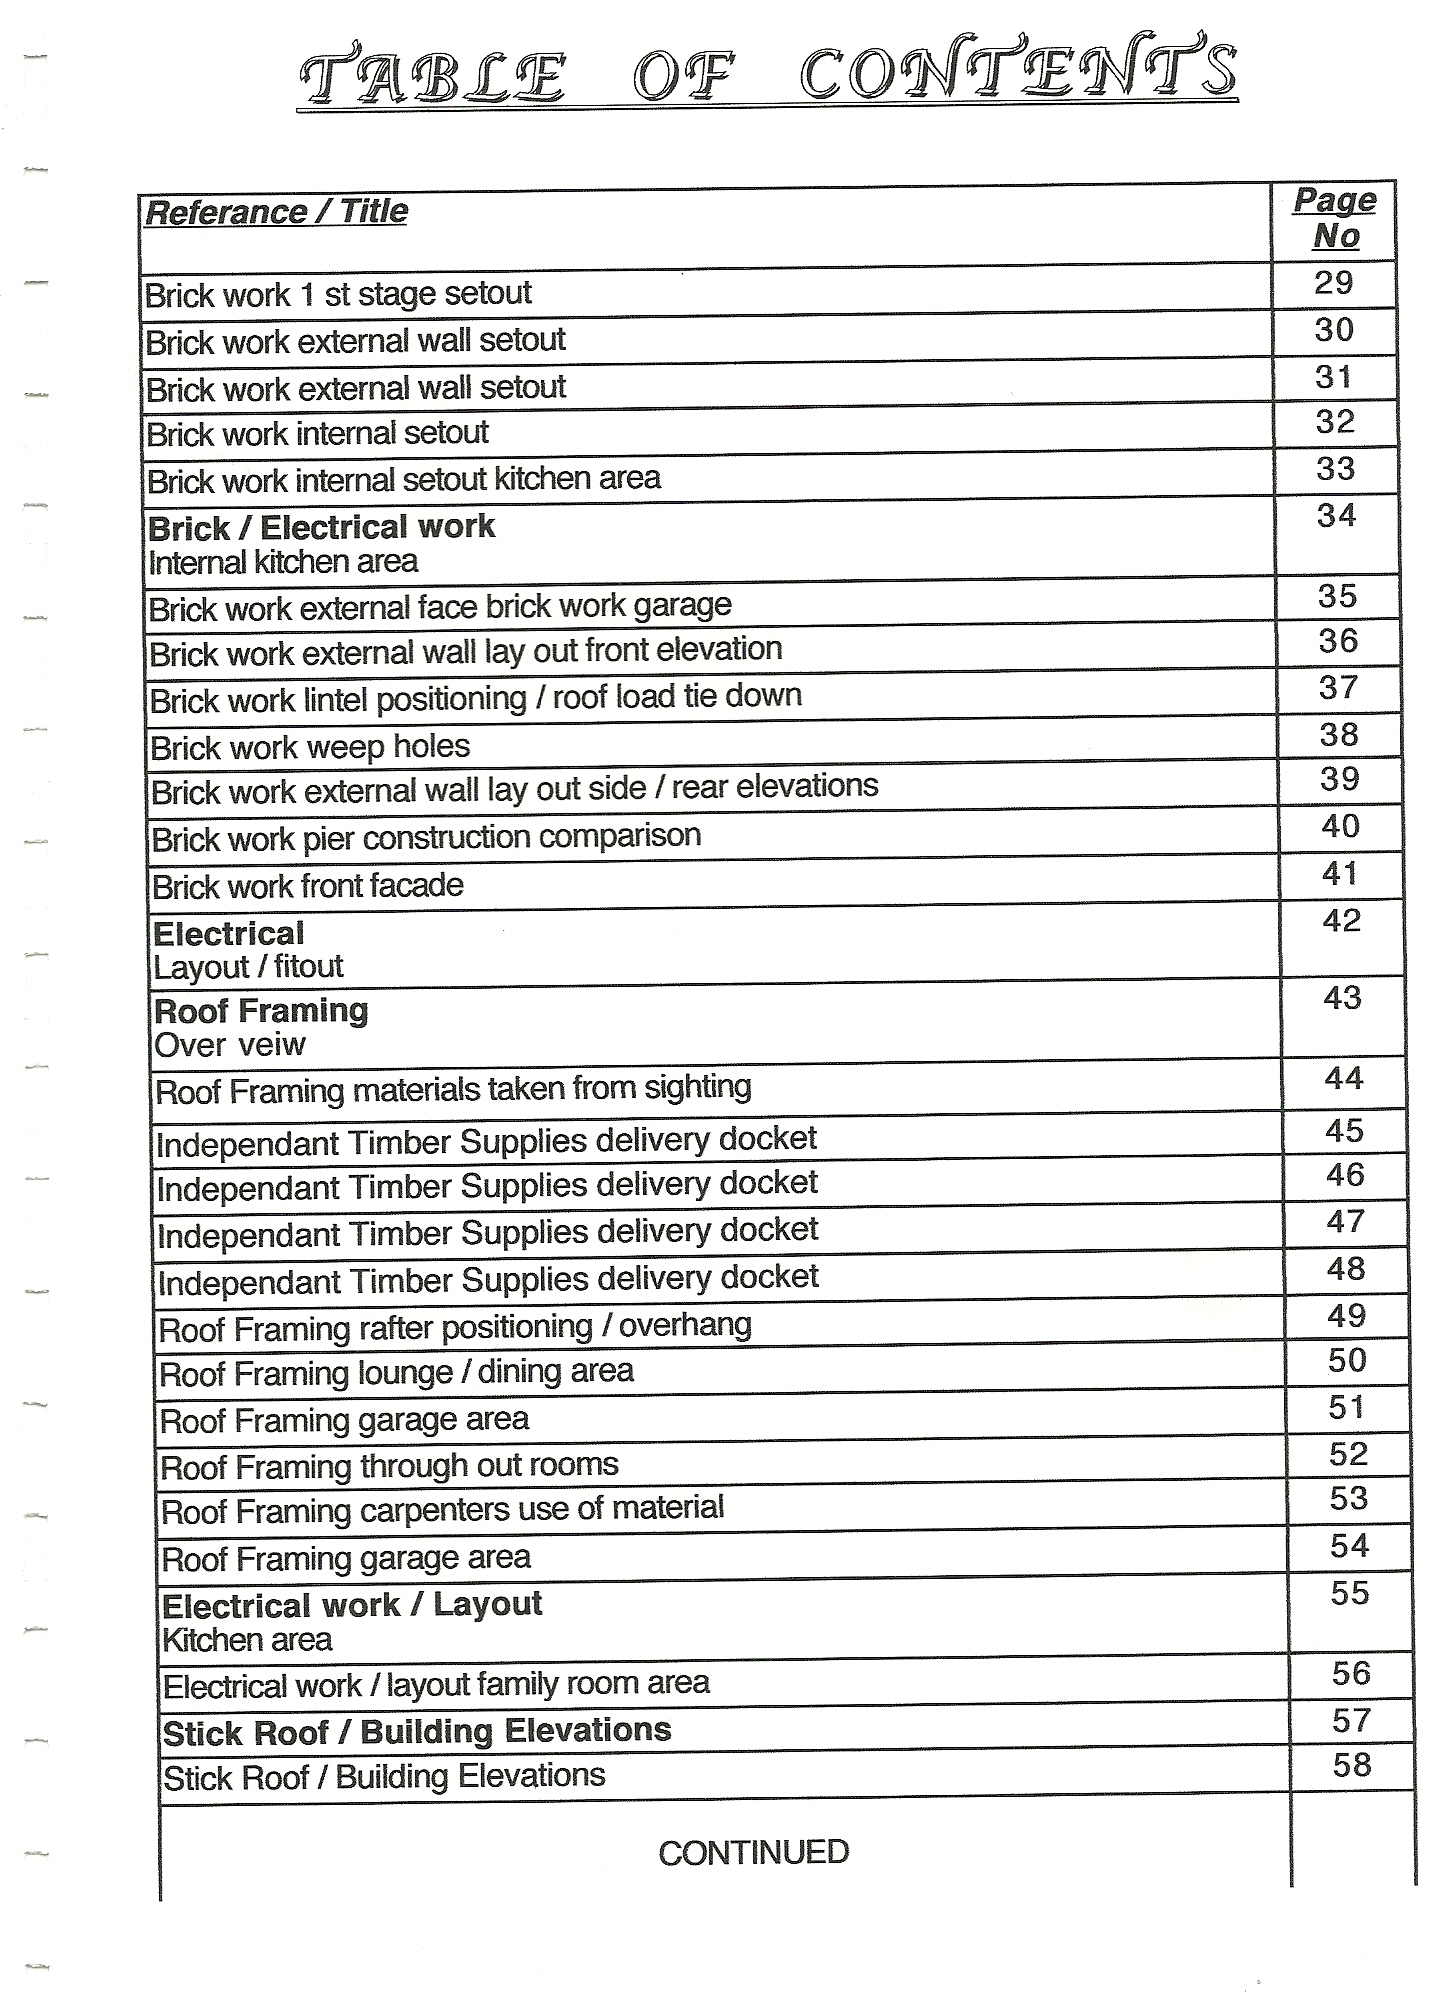 TABLE OF CONTENTS
Referance / Title Page
No
Brick work 1 st stage setout 29
Brick work external wall setout 30
Brick work external wall setout 31
Brick work internal setout 32
Brick work internal setout kitchen area 33
Brick / Electrical work 34
Internal kitchen area
Brick work external face brick work garage 35
Brick work external wall lay out front elevation 36
Brick work lintel positioning / roof load tie down 37
Brick work weep holes 38
Brick work external wall lay out side / rear elevations 39
Brick work pier construction comparison 40
Brick work front facade 41
Electrical 42
Layout / fitout
Roof Framing 43
Over veiw
Roof Framing materials taken from sighting 44
Independant Timber Supplies delivery docket 45
Independant Timber Supplies delivery docket 46
Independant Timber Supplies delivery docket 47
Independant Timber Supplies delivery docket 48
Roof Framing rafter positioning / overhang 49
Roof Framing lounge / dining area 50
Roof Framing garage area 51
Roof Framing through out rooms 52
Roof Framing carpenters use of material 53
Roof Framing garage area 54
Electrical work / Layout 55
Kitchen area
Electrical work / layout family room area 56
Stick Roof / Building Elevations 57
Stick Roof / Building Elevations 58
CONTINUED